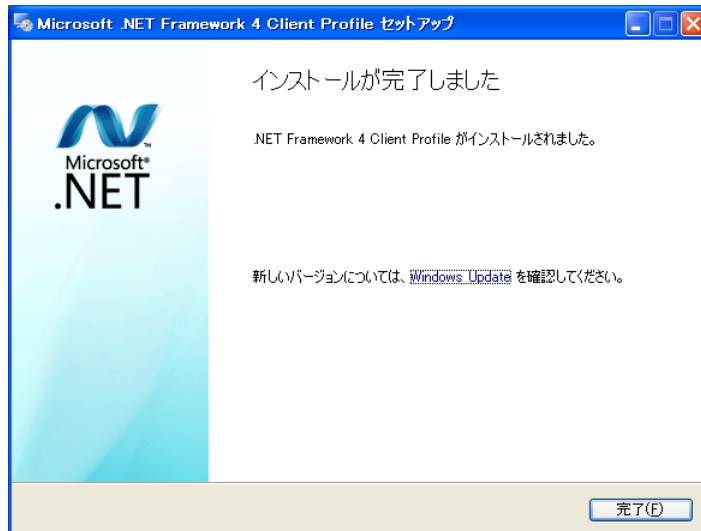 Microsoft .NET Framework 4 Client Profile セットアップ
インストールが完了しました
.NET Framework 4 Client Profile がインストールされました。
Microsoft®
.NET
™
新しいバージョンについては、Windows Update を確認してください。
完了(F)